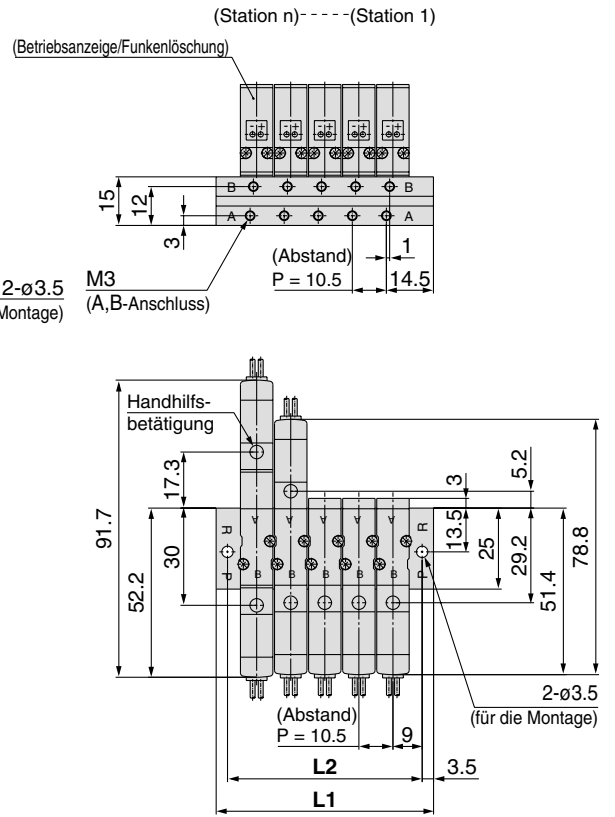 (Station n)-----(Station 1)
(Betriebsanzeige/Funkenlöschung)
B B
A A
15
12
3
1
(Abstand)
P = 10.5
14.5
2-ø3.5
Montage)
M3
(A,B-Anschluss)
Handhilfs-
betätigung
17.3
91.7
30
52.2
3
5.2
13.5
25
29.2
51.4
78.8
R R
P P
A A A A A
B B B B B
2-ø3.5
(für die Montage)
(Abstand)
P = 10.5
9
L2
3.5
L1